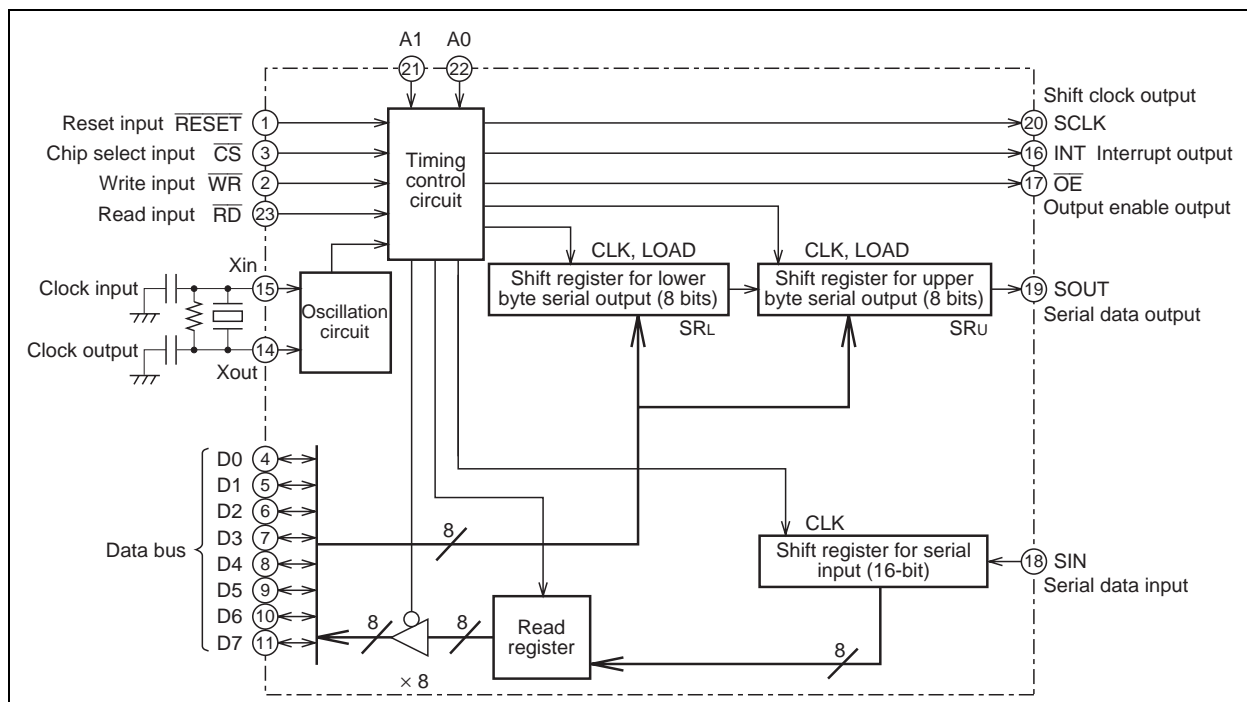 A1 A0
21 22
Reset input RESET 1
Chip select input CS 3
Write input WR 2
Read input RD 23
Timing
control
circuit
Shift clock output
20 SCLK
16 INT Interrupt output
17 OE
Output enable output
CLK, LOAD
CLK, LOAD
Shift register for lower
byte serial output (8 bits)
SRL
Shift register for upper
byte serial output (8 bits)
SRU
19 SOUT
Serial data output
Xin
Clock input
15
Oscillation
circuit
Clock output
14
Xout
Data bus
D0 4
D1 5
D2 6
D3 7
D4 8
D5 9
D6 10
D7 11
8
CLK
Shift register for serial
input (16-bit)
18 SIN
Serial data input
8
8
Read
register
8
× 8